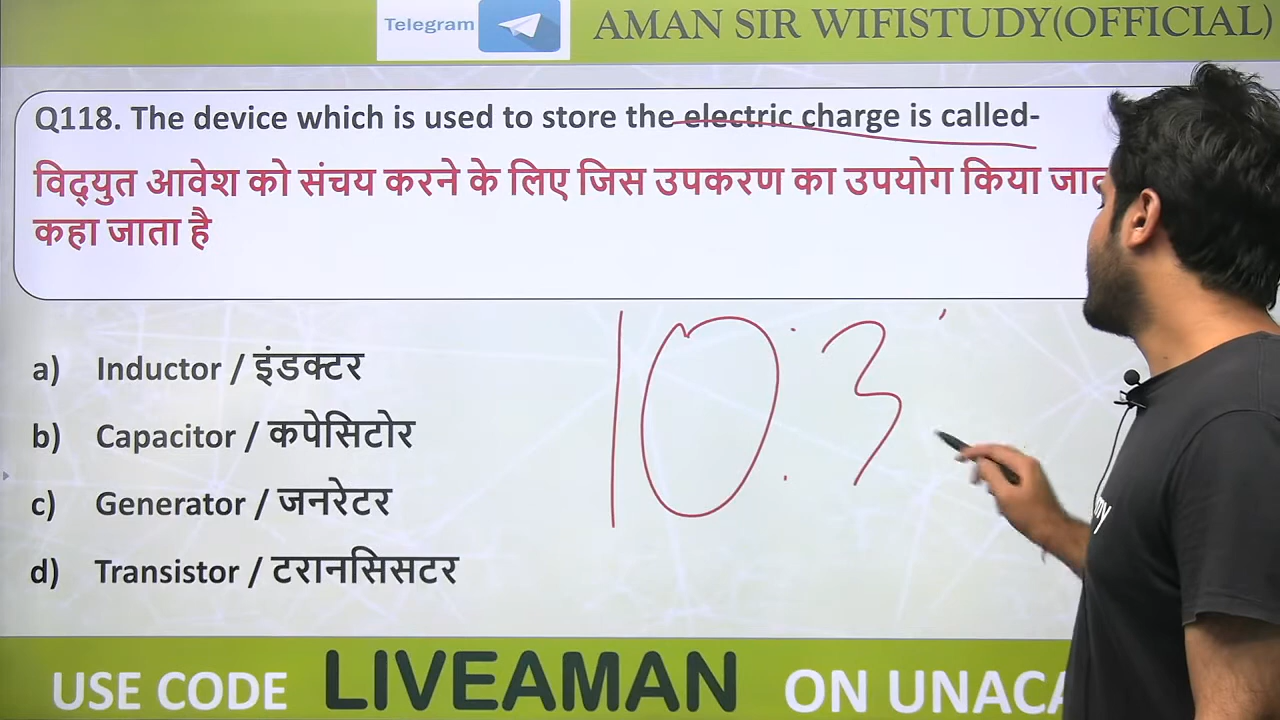 Telegram
AMAN SIR WIFISTUDY(OFFICIAL)
Q118. The device which is used to store the electric charge is called-
विद्युत आवेश को संचय करने के लिए जिस उपकरण का उपयोग किया
कहा जाता है
a) Inductor / इंडक्टर
b) Capacitor / कपेसिटोर
c) Generator / जनरेटर
d) Transistor / टरानसिसटर
10:3
USE CODE LIVEAMAN ON